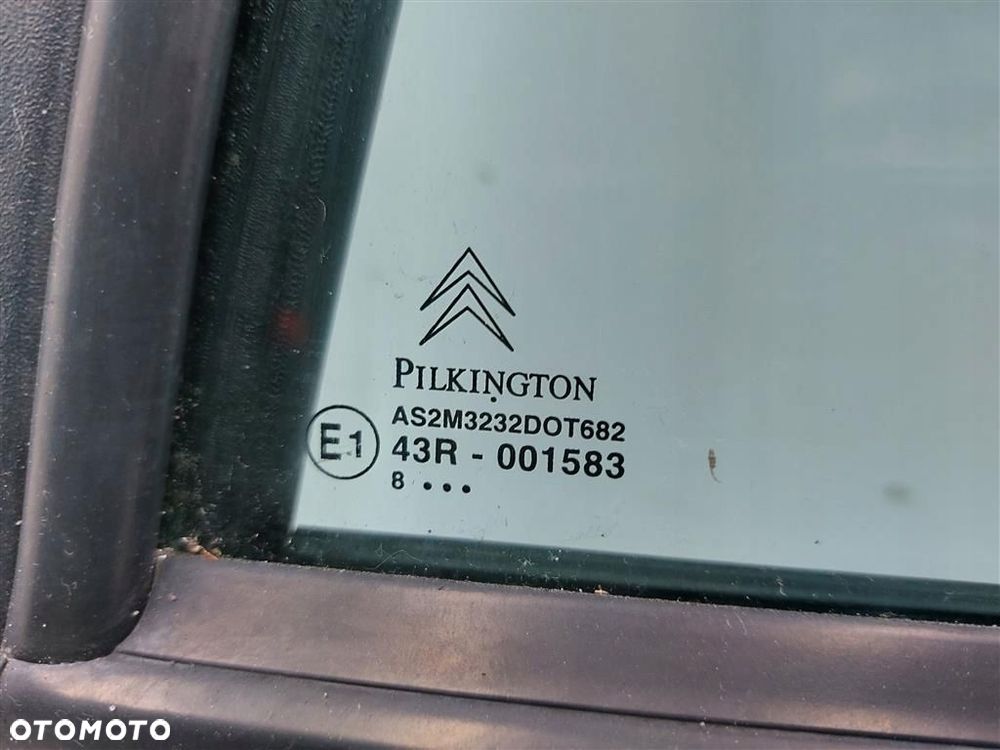 PILKINGTON
AS2M3232DOT682
E1 43R - 001583
8 ...
OTOMOTO